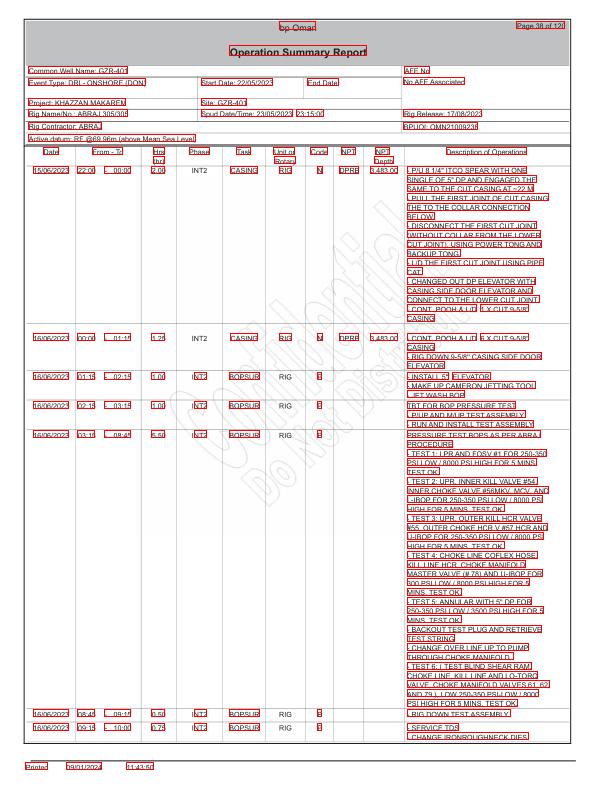 bp Oman
Page 38 of 120
Operation Summary Report
Common Well Name: GZR-401
AFE No
Event Type: DRL- ONSHORE (DON)
Start Date: 22/05/2023
End Date
No AFE Associated
Project: KHAZZAN MAKAREM
Site: GZR-401
Rig Name/No.: ABRAJ 305/305
Spud Date/Time: 23/05/2023 23:15:00
Rig Release: 17/08/2023
Rig Contractor: ABRAJ
BPUOI: OMN21009236
Active datum: RF @69.96m (above Mean Sea Level)
Date From - To Hrs (hr) Phase Task Unit or Rotary Code NPT NPT Depth Description of Operations
15/06/2023 22:00 - 00:00 2.00 INT2 CASING RIG N DPRB 3,483.00 - P/U 8 1/4" ITCO SPEAR WITH ONE
SINGLE OF 5" DP AND ENGAGED THE
SAME TO THE CUT CASING AT ~22 M
- PULL THE FIRST JOINT OF CUT CASING
THE TO THE COLLAR CONNECTION
BELOW
- DISCONNECT THE FIRST CUT JOINT
(WITHOUT COLLAR FROM THE LOWER
CUT JOINT), USING POWER TONG AND
BACKUP TONG.
- L/D THE FIRST CUT JOINT USING PIPE
CAT.
- CHANGED OUT DP ELEVATOR WITH
CASING SIDE DOOR ELEVATOR AND
CONNECT TO THE LOWER CUT JOINT.
- CONT. POOH & L/D 1 X CUT 9-5/8"
CASING
16/06/2023 00:00 - 01:15 1.25 INT2 CASING RIG N DPRB 3,483.00 - CONT. POOH & L/D 1 X CUT 9-5/8"
CASING
- RIG DOWN 9-5/8" CASING SIDE DOOR
ELEVATOR
16/06/2023 01:15 - 02:15 1.00 INT2 BOPSUR RIG P - INSTALL 5" ELEVATOR
- MAKE UP CAMERON JETTING TOOL
- JET WASH BOP
16/06/2023 02:15 - 03:15 1.00 INT2 BOPSUR RIG P TBT FOR BOP PRESSURE TEST
- P/UP AND M/UP TEST ASSEMBLY
- RUN AND INSTALL TEST ASSEMBLY
16/06/2023 03:15 - 08:45 5.50 INT2 BOPSUR RIG P PRESSURE TEST BOPS AS PER ABRAJ
PROCEDURE
- TEST 1: LPR AND FOSV #1 FOR 250-350
PSI LOW / 8000 PSI HIGH FOR 5 MINS.
TEST OK
- TEST 2: UPR, INNER KILL VALVE #54,
INNER CHOKE VALVE #56MKV, MCV, AND
L-IBOP FOR 250-350 PSI LOW / 8000 PSI
HIGH FOR 5 MINS. TEST OK
- TEST 3: UPR, OUTER KILL HCR VALVE
#55, OUTER CHOKE HCR V #57 HCR AND
U-IBOP FOR 250-350 PSI LOW / 8000 PSI
HIGH FOR 5 MINS. TEST OK
- TEST 4: CHOKE LINE COFLEX HOSE,
KILL LINE HCR, CHOKE MANIFOLD
MASTER VALVE (# 78) AND U-IBOP FOR
300 PSI LOW / 8000 PSI HIGH FOR 5
MINS. TEST OK
- TEST 5: ANNULAR WITH 5" DP FOR
250-350 PSI LOW / 3500 PSI HIGH FOR 5
MINS. TEST OK
- BACKOUT TEST PLUG AND RETRIEVE
TEST STRING
- CHANGE OVER LINE UP TO PUMP
THROUGH CHOKE MANIFOLD
- TEST 6: ( TEST BLIND SHEAR RAM,
CHOKE LINE, KILL LINE AND LO-TORQ
VALVE, CHOKE MANIFOLD VALVES 61, 62
AND 79 ), LOW 250-350 PSI LOW / 8000
PSI HIGH FOR 5 MINS. TEST OK
16/06/2023 08:45 - 09:15 0.50 INT2 BOPSUR RIG P - RIG DOWN TEST ASSEMBLY
16/06/2023 09:15 - 10:00 0.75 INT2 BOPSUR RIG P - SERVICE TDS
- CHANGE IRONROUGHNECK DIES
Confidential
Do Not Distribute
Printed 09/01/2024 11:43:50